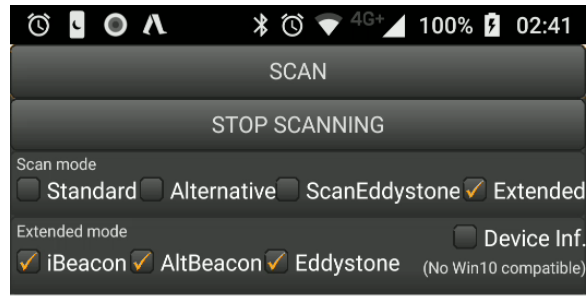 4G+ 100% 02:41
SCAN
STOP SCANNING
Scan mode
Standard Alternative ScanEddystone Extended
Extended mode
Device Inf.
iBeacon AltBeacon Eddystone (No Win10 compatible)